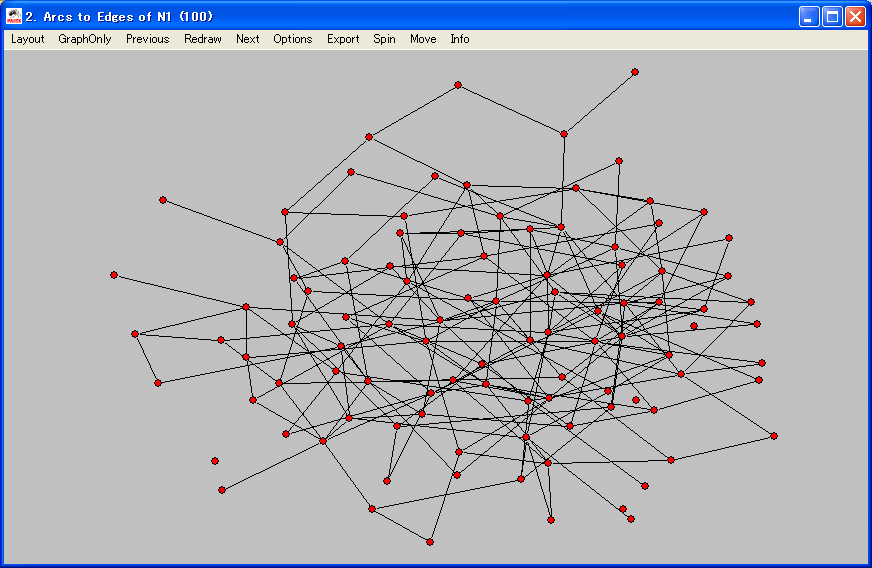 2. Arcs to Edges of N1 (100)
Layout GraphOnly Previous Redraw Next Options Export Spin Move Info